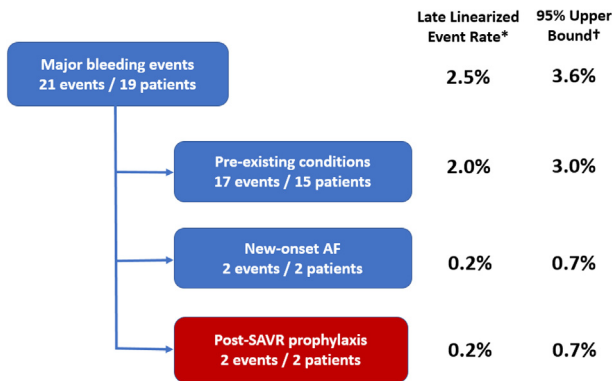 Late Linearized
Event Rate*
95% Upper
Bound†
Major bleeding events
21 events / 19 patients
2.5%
3.6%
Pre-existing conditions
17 events / 15 patients
2.0%
3.0%
New-onset AF
2 events / 2 patients
0.2%
0.7%
Post-SAVR prophylaxis
2 events / 2 patients
0.2%
0.7%